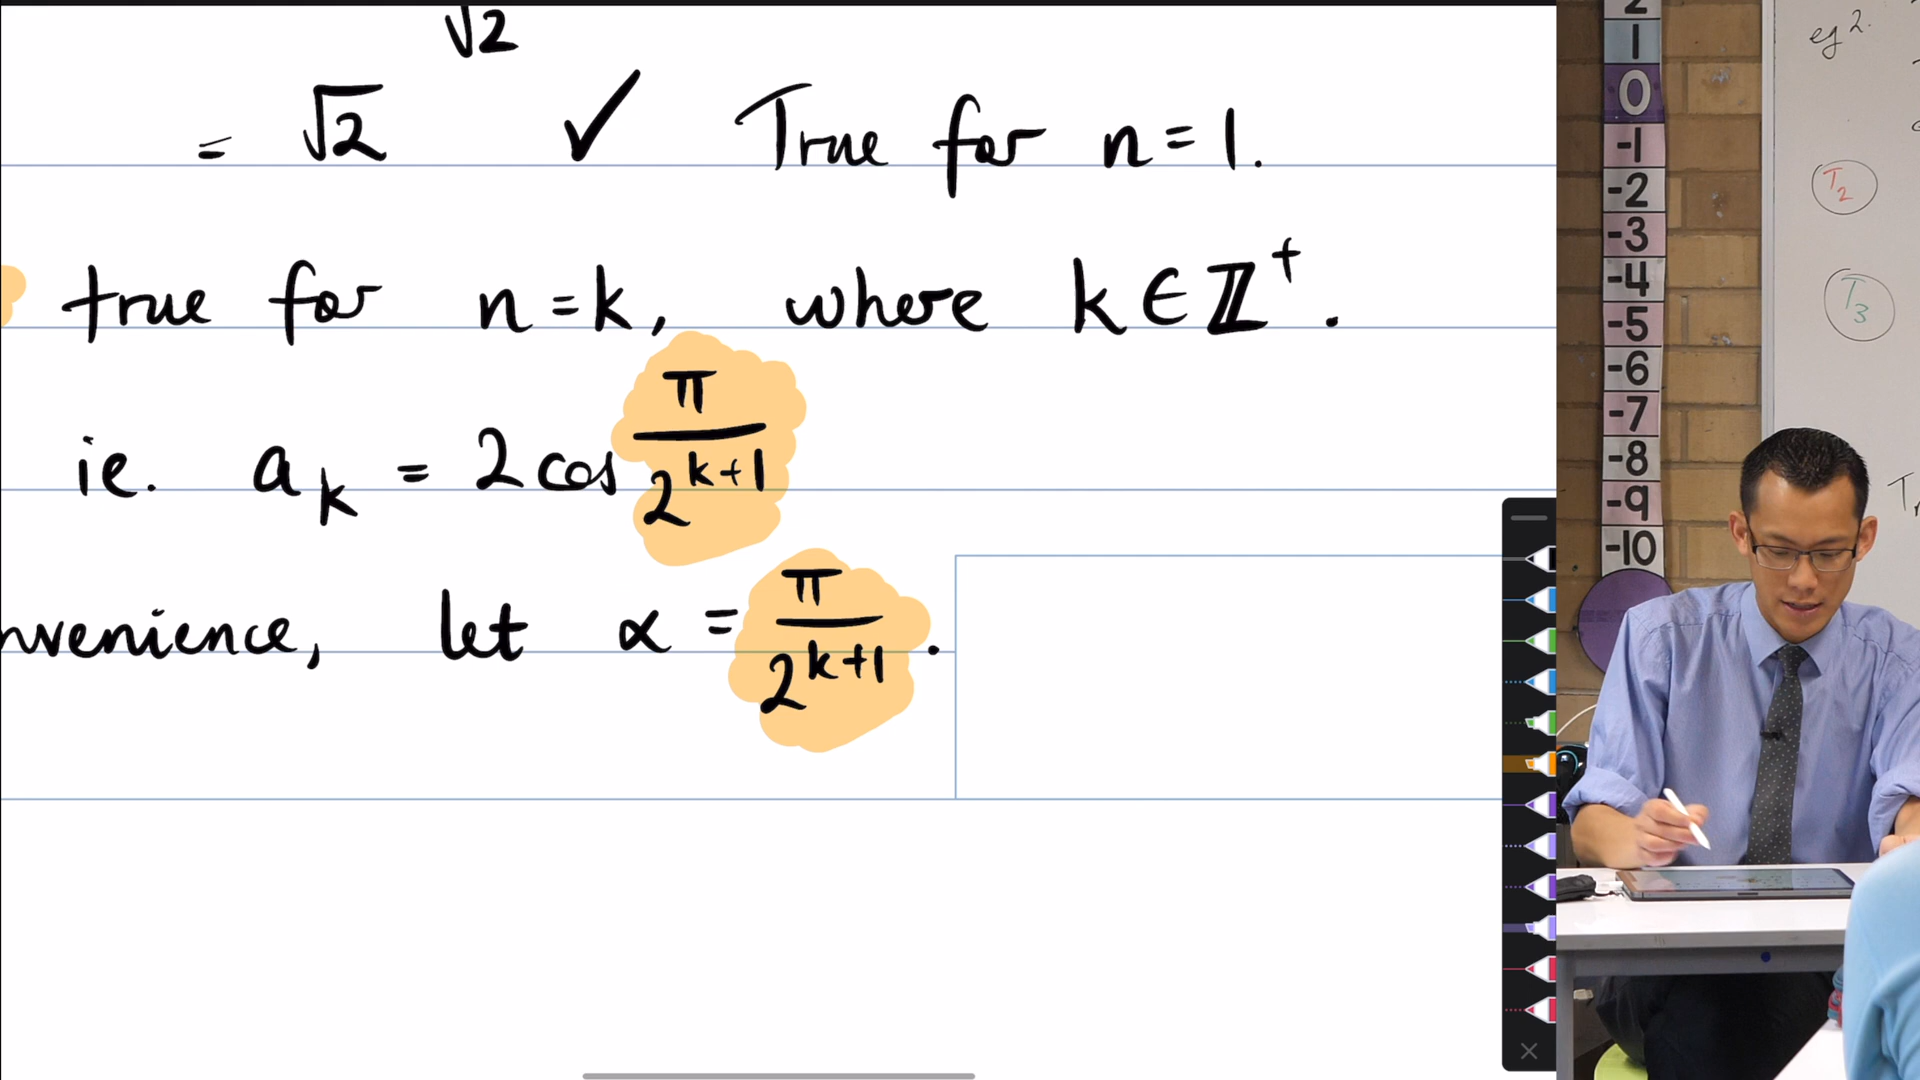 √2
= √2 ✓ True for n=1.
true for n=k, where k∈ℤ⁺.
ie. a_k = 2cos π/2^(k+1)
nvenience, let α = π/2^(k+1).
2
1
0
-1
-2
-3
-4
-5
-6
-7
-8
-9
-10
eg 2.
T2
T3